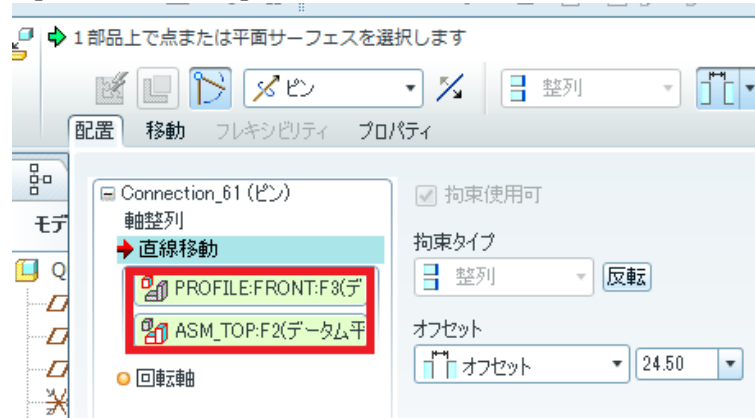 1部品上で点または平面サーフェスを選択します
ピン
整列
配置 移動 フレキシビリティ プロパティ
モデ
Q
Connection_61 (ピン)
軸整列
直線移動
PROFILE:FRONT:F3(デ
ASM_TOP:F2(データム平
回転軸
拘束使用可
拘束タイプ
整列
反転
オフセット
オフセット 24.50